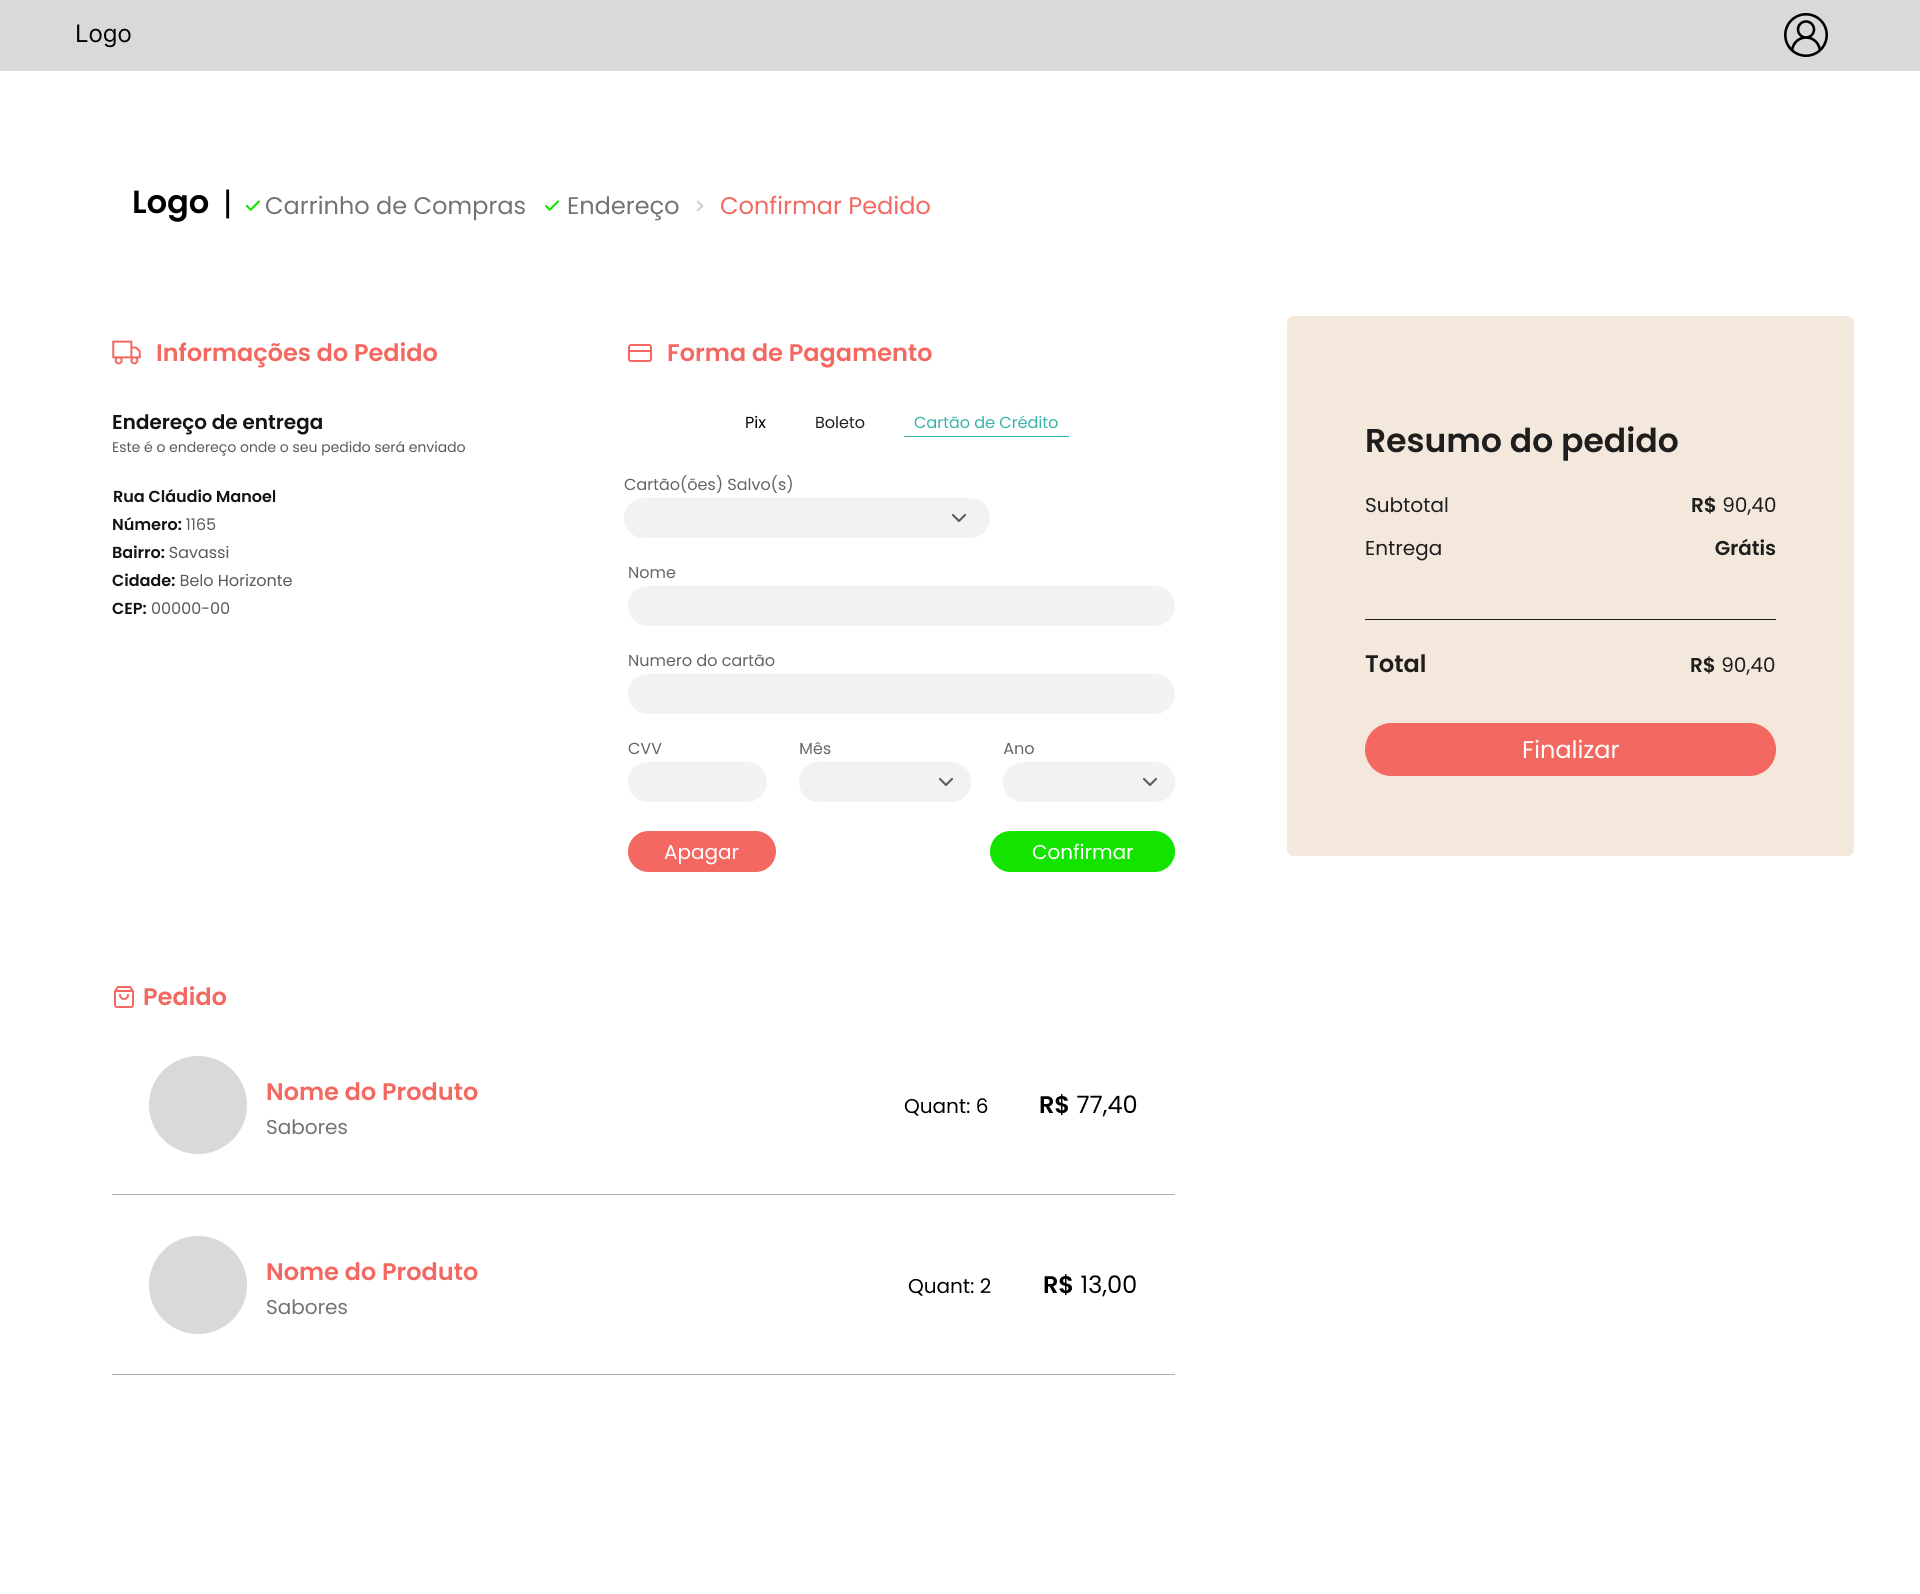 Logo
Logo | Carrinho de Compras Endereço Confirmar Pedido
Informações do Pedido
Endereço de entrega
Este é o endereço onde o seu pedido será enviado
Rua Cláudio Manoel
Número: 1165
Bairro: Savassi
Cidade: Belo Horizonte
CEP: 00000-00
Forma de Pagamento
Pix Boleto Cartão de Crédito
Cartão(ões) Salvo(s)
Nome
Numero do cartão
CVV Mês Ano
Apagar Confirmar
Resumo do pedido
Subtotal R$ 90,40
Entrega Grátis
Total R$ 90,40
Finalizar
Pedido
Nome do Produto
Sabores
Quant: 6 R$ 77,40
Nome do Produto
Sabores
Quant: 2 R$ 13,00